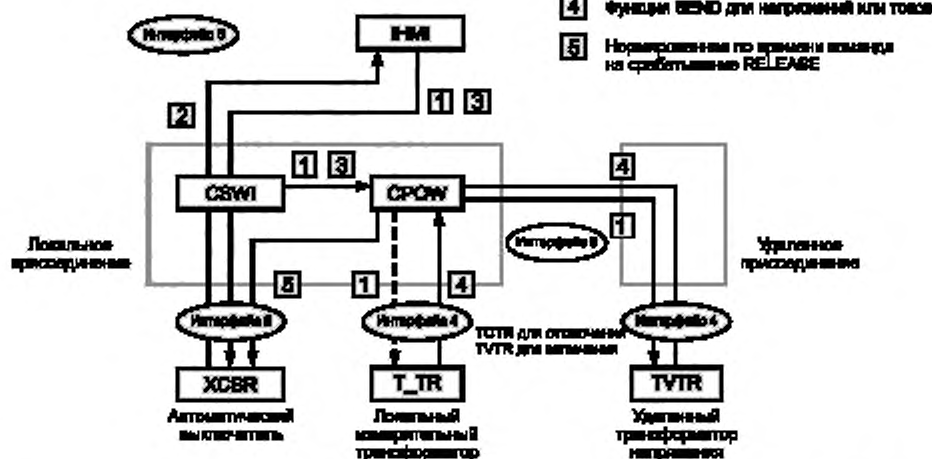 4 Функция SEND для напряжений или токов
Интерфейс 8
IHMI
5 Нормированная по времени команда
на срабатывание RELEASE
2
1 3
1 3
4
CSWI
CPOW
1
Интерфейс 8
Локальное
присоединение
Удаленное
присоединение
5
1
4
Интерфейс
Интерфейс 4
TCTR для отключения
TVTR для включения
Интерфейс 4
XCBR
T_TR
TVTR
Автоматический
выключатель
Локальный
измерительный
трансформатор
Удаленный
трансформатор
напряжения